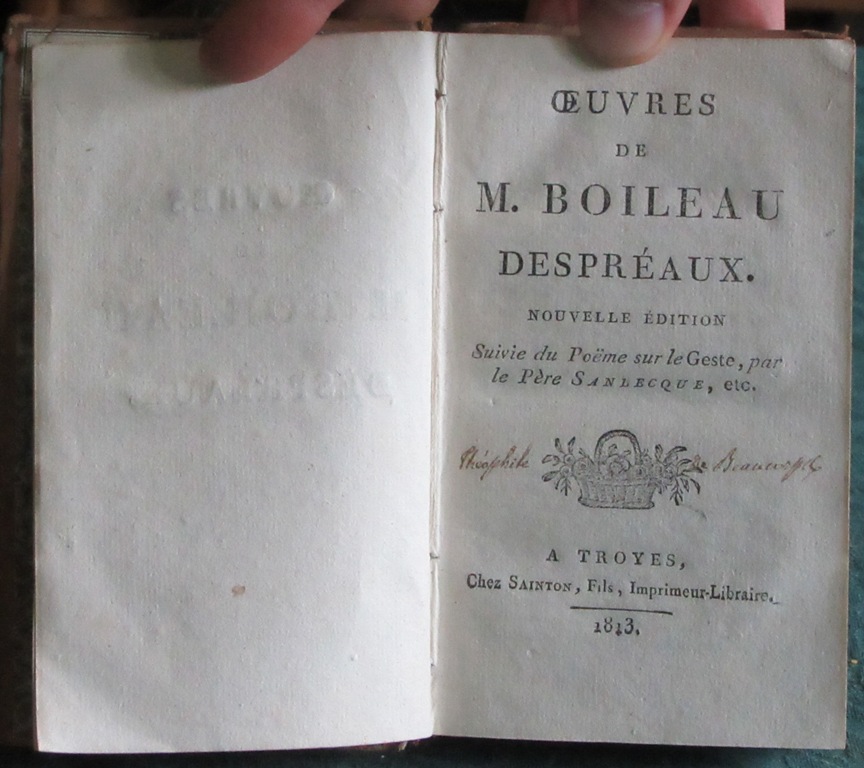 ŒUVRES
DE
M. BOILEAU
DESPRÉAUX.
NOUVELLE ÉDITION
Suivie du Poëme sur le Geste, par
le Père SANLECQUE, etc.
Théophile de
A TROYES,
Chez SAINTON, Fils, Imprimeur-Libraire.
1813.